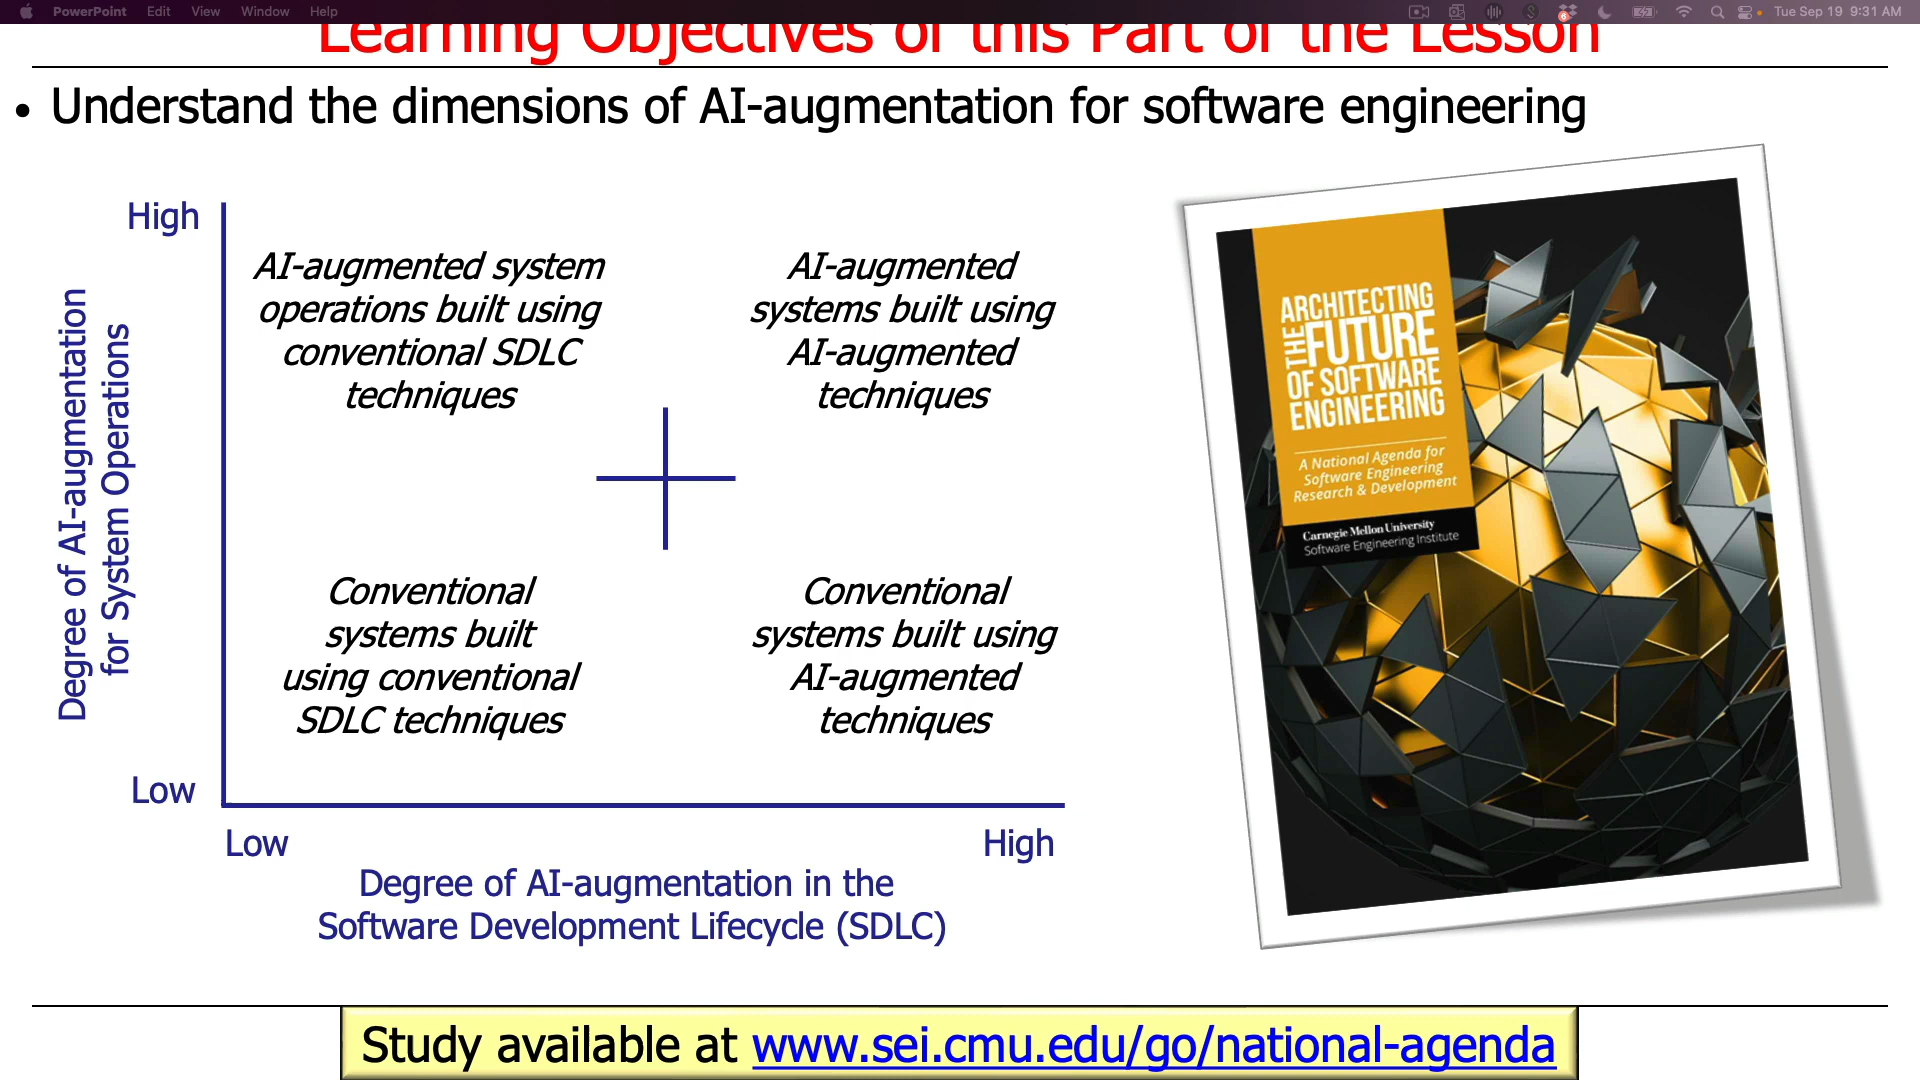 PowerPoint Edit View Window Help
Tue Sep 19 9:31 AM
Learning Objectives of this Part of the Lesson
• Understand the dimensions of AI-augmentation for software engineering
High
Degree of AI-augmentation
for System Operations
Low
AI-augmented system
operations built using
conventional SDLC
techniques
AI-augmented
systems built using
AI-augmented
techniques
Conventional
systems built
using conventional
SDLC techniques
Conventional
systems built using
AI-augmented
techniques
Low
High
Degree of AI-augmentation in the
Software Development Lifecycle (SDLC)
ARCHITECTING
THE FUTURE
OF SOFTWARE
ENGINEERING
A National Agenda for
Software Engineering
Research & Development
Carnegie Mellon University
Software Engineering Institute
Study available at www.sei.cmu.edu/go/national-agenda